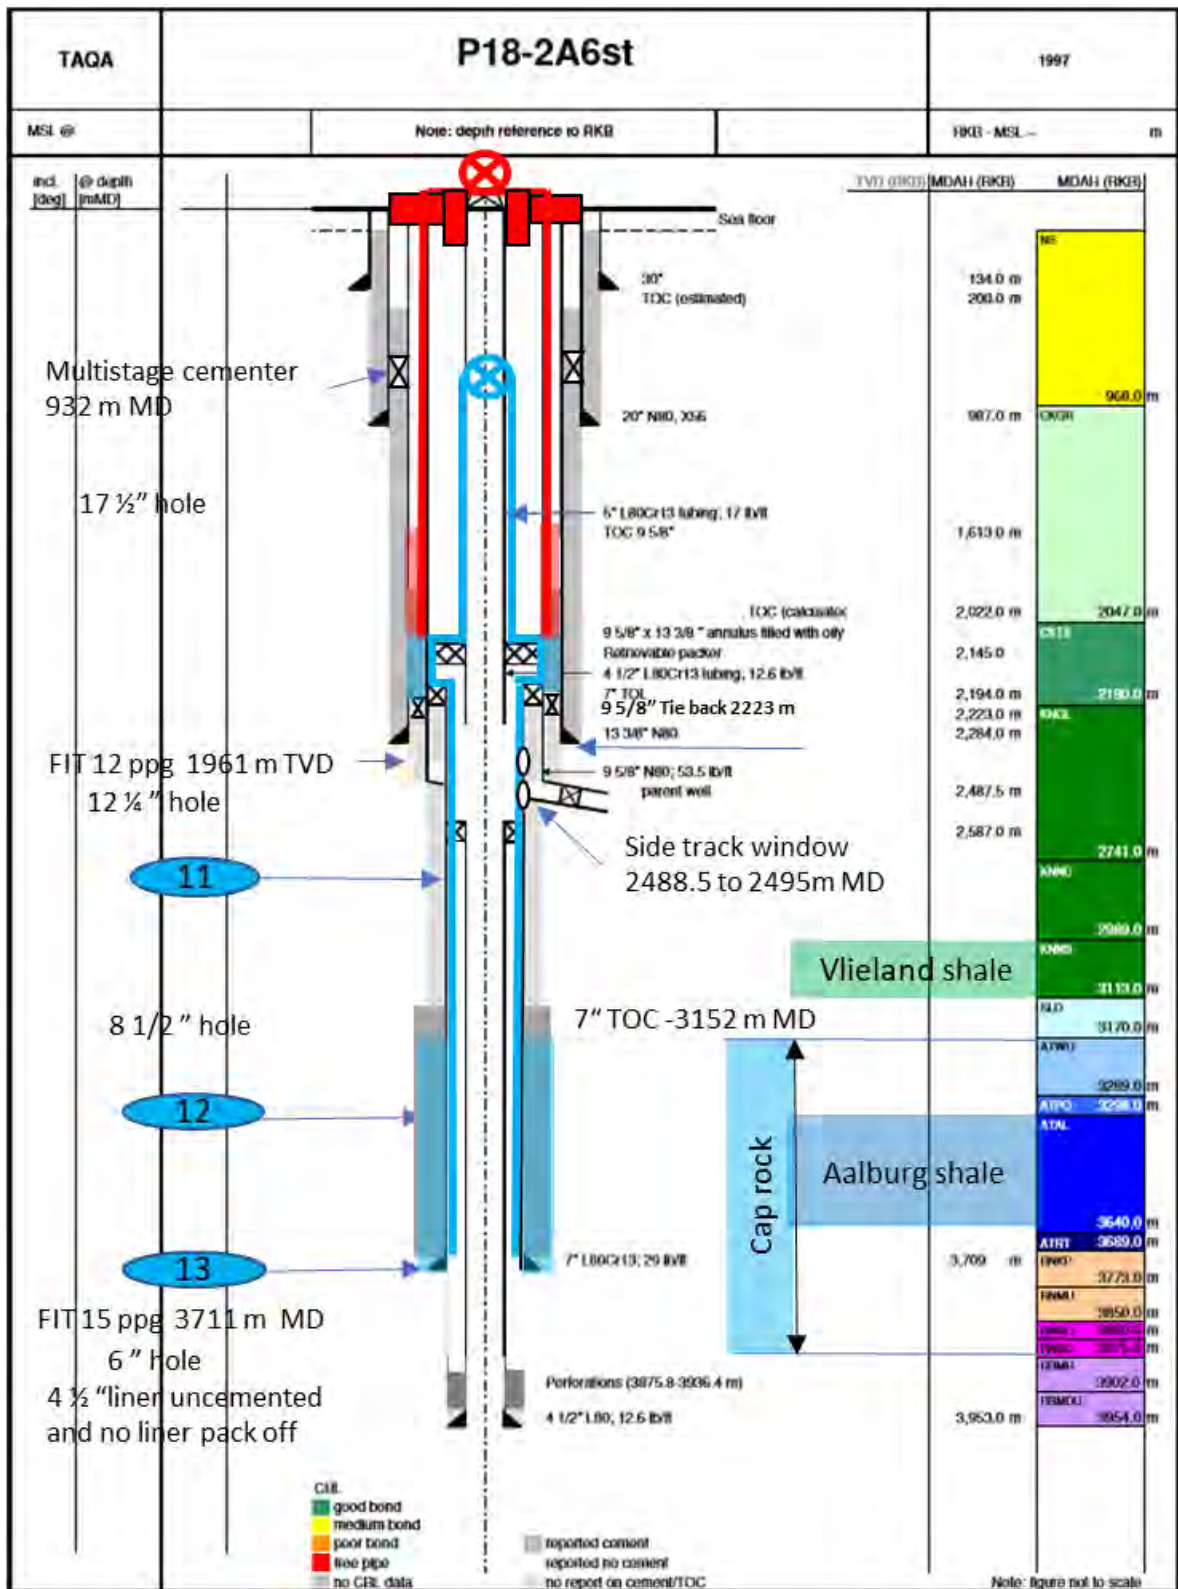 TAQA
P18-2A6st
1997
MSL @
Note: depth reference to RKB
RKB - MSL --
m
incl. [deg]
@ depth [mMD]
TVD (RKB)
MDAH (RKB)
MDAH (RKB)
Sea floor
NS
30"
134.0 m
TOC (estimated)
200.0 m
Multistage cementer
932 m MD
968.0 m
20" N80, X56
987.0 m
CKGR
17 ½" hole
5" L80Cr13 tubing, 17 lb/ft
TOC 9 5/8"
1,613.0 m
TOC (calculated
2,022.0 m
2047.0 m
9 5/8" x 13 3/8 " annulus filled with oily
Retrievable packer
2,145.0
4 1/2" L80Cr13 tubing, 12.6 lb/ft
7" TOL
2,194.0 m
2180.0 m
9 5/8" Tie back 2223 m
2,223.0 m
KNGL
13 3/8" N80
2,284.0 m
FIT 12 ppg 1961 m TVD
9 5/8" N80; 53.5 lb/ft
12 ¼" hole
parent well
2,487.5 m
2,587.0 m
Side track window
2488.5 to 2495m MD
2741.0 m
11
KNNC
2989.0 m
KNNS
Vlieland shale
3113.0 m
8 1/2 " hole
7" TOC -3152 m MD
SLD
3170.0 m
ATWU
3289.0 m
12
ATPO
3298.0 m
ATAL
Cap rock
Aalburg shale
3640.0 m
ATRT
3689.0 m
13
7" L80Cr13; 29 lb/ft
3,709 m
RNKP
3773.0 m
FIT 15 ppg 3711 m MD
RNMU
3850.0 m
6 " hole
4 ½ "liner uncemented
and no liner pack off
Perforations (3875.8-3936.4 m)
3902.0 m
4 1/2" L80, 12.6 lb/ft
3,953.0 m
3954.0 m
CBL
good bond
medium bond
poor bond
free pipe
no CBL data
reported cement
reported no cement
no report on cement/TOC
Note: figure not to scale